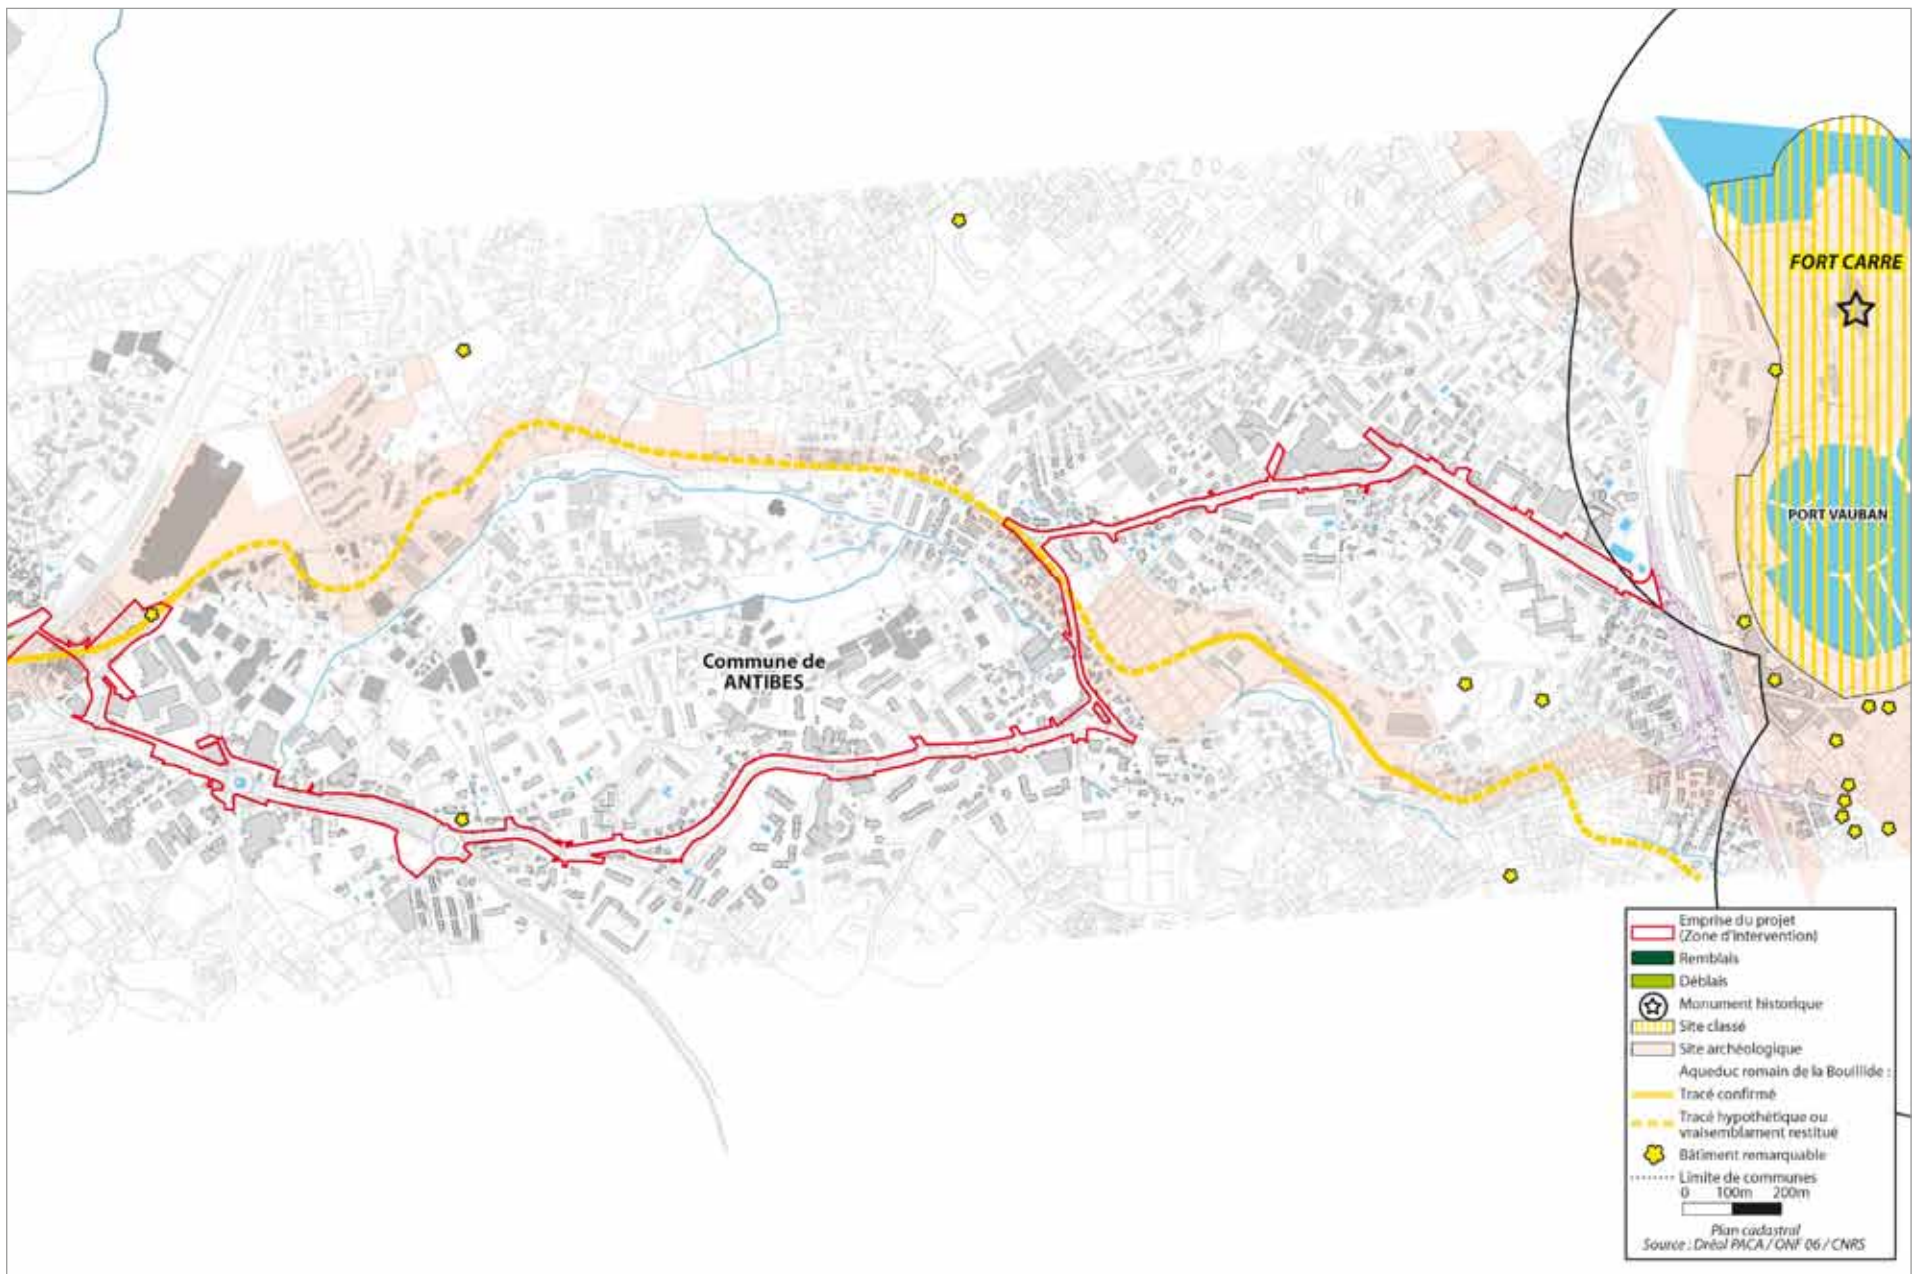 FORT CARRE
PORT VAUBAN
Commune de
ANTIBES
Emprise du projet
(Zone d'intervention)
Remblais
Déblais
Monument historique
Site classé
Site archéologique
Aqueduc romain de la Bouillide :
Tracé confirmé
Tracé hypothétique ou
vraisemblament restitué
Bâtiment remarquable
Limite de communes
0 100m 200m
Plan cadastral
Source : Dréal PACA / ONF 06 / CNRS